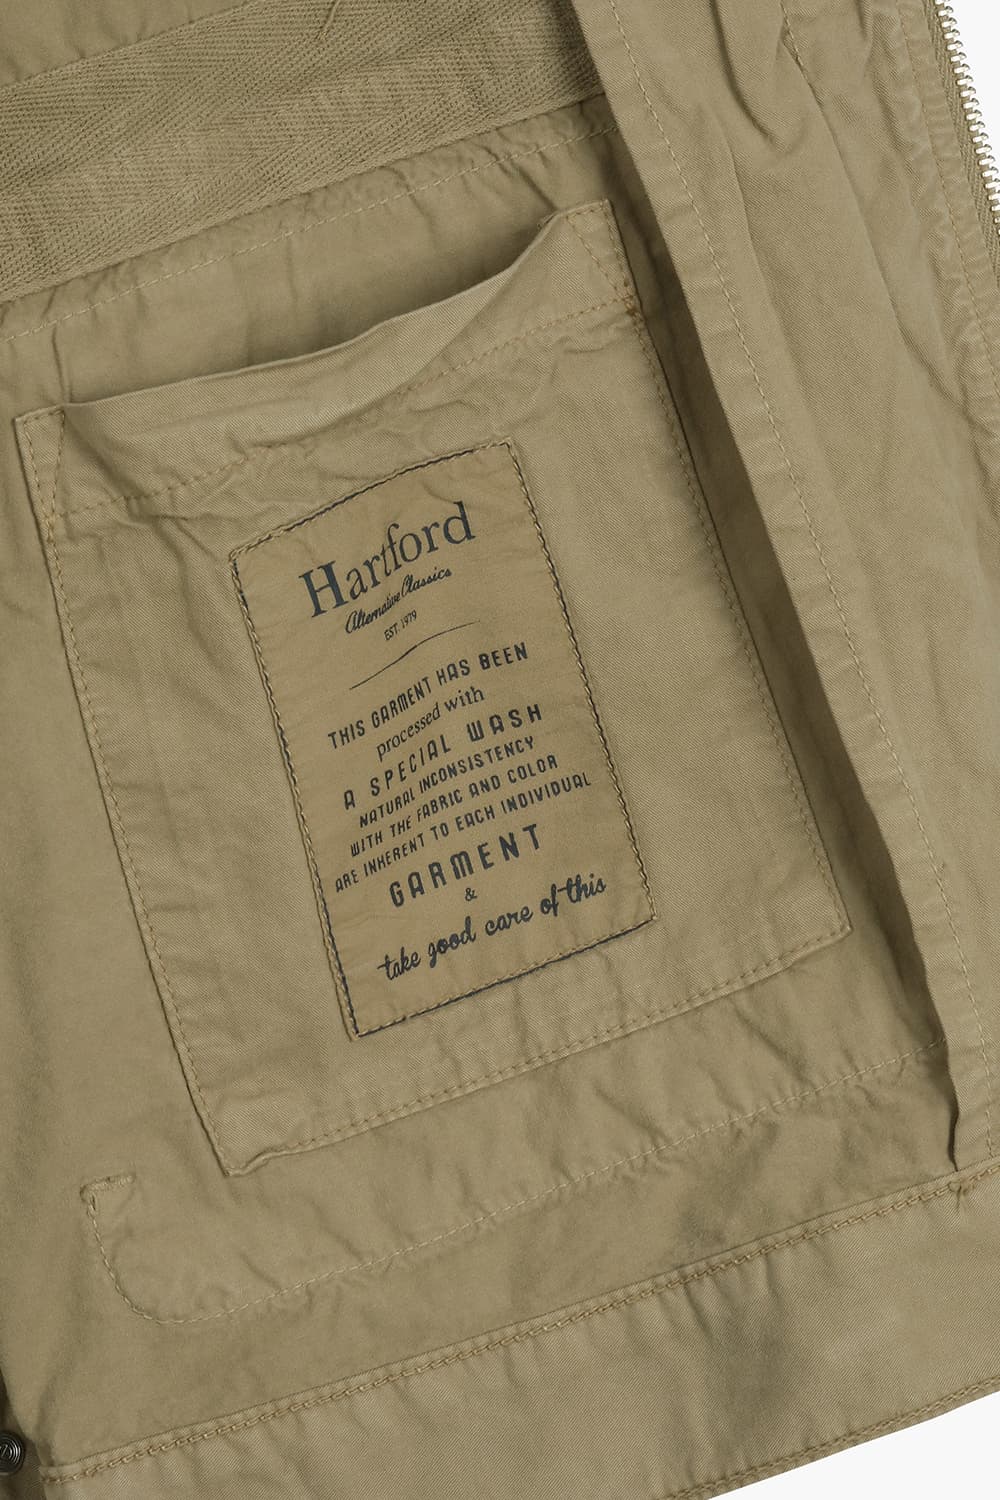 Hartford
Alternative Classics
EST. 1979
THIS GARMENT HAS BEEN
processed with
A SPECIAL WASH
NATURAL INCONSISTENCY
WITH THE FABRIC AND COLOR
ARE INHERENT TO EACH INDIVIDUAL
GARMENT
&
take good care of this